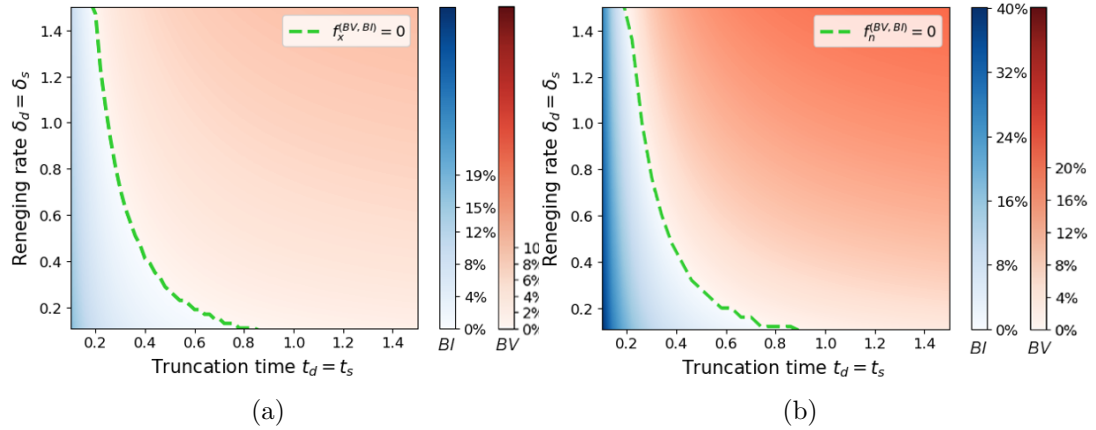 f_x^{(BV,BI)} = 0
1.4
1.2
1.0
0.8
0.6
0.4
0.2
Reneging rate δ_d = δ_s
0.2 0.4 0.6 0.8 1.0 1.2 1.4
Truncation time t_d = t_s
19%
15%
12%
8%
4%
0%
BI
10
8%
6%
4%
2%
0%
BV
(a)
f_n^{(BV,BI)} = 0
1.4
1.2
1.0
0.8
0.6
0.4
0.2
Reneging rate δ_d = δ_s
0.2 0.4 0.6 0.8 1.0 1.2 1.4
Truncation time t_d = t_s
40%
32%
24%
16%
8%
0%
BI
20%
16%
12%
8%
4%
0%
BV
(b)